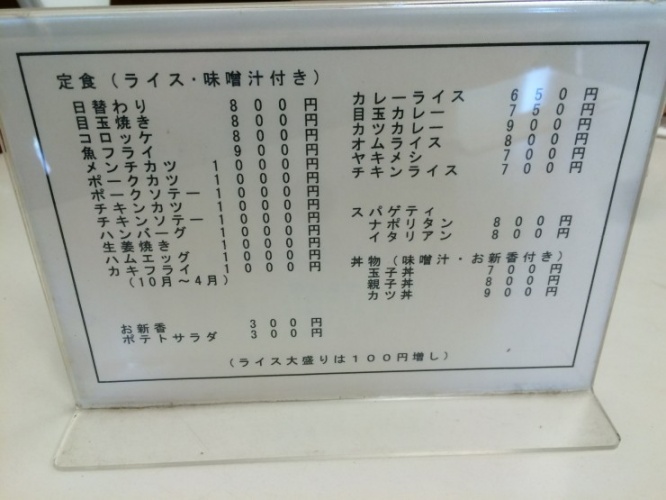 定食（ライス・味噌汁付き）
日替わり 800円
目玉焼き 800円
コロッケ 800円
魚フライ 900円
メンチカツ 1000円
ポークカツ 1000円
ポークソテー 1000円
チキンカツ 1000円
チキンソテー 1000円
ハンバーグ 1000円
生姜焼き 1000円
ハムエッグ 1000円
カキフライ 1000円
（10月～4月）
お新香 300円
ポテトサラダ 300円
カレーライス 650円
目玉カレー 750円
カツカレー 900円
オムライス 800円
ヤキメシ 700円
チキンライス 700円
スパゲティ
ナポリタン 800円
イタリアン 800円
丼物（味噌汁・お新香付き）
玉子丼 700円
親子丼 800円
カツ丼 900円
（ライス大盛りは100円増し）